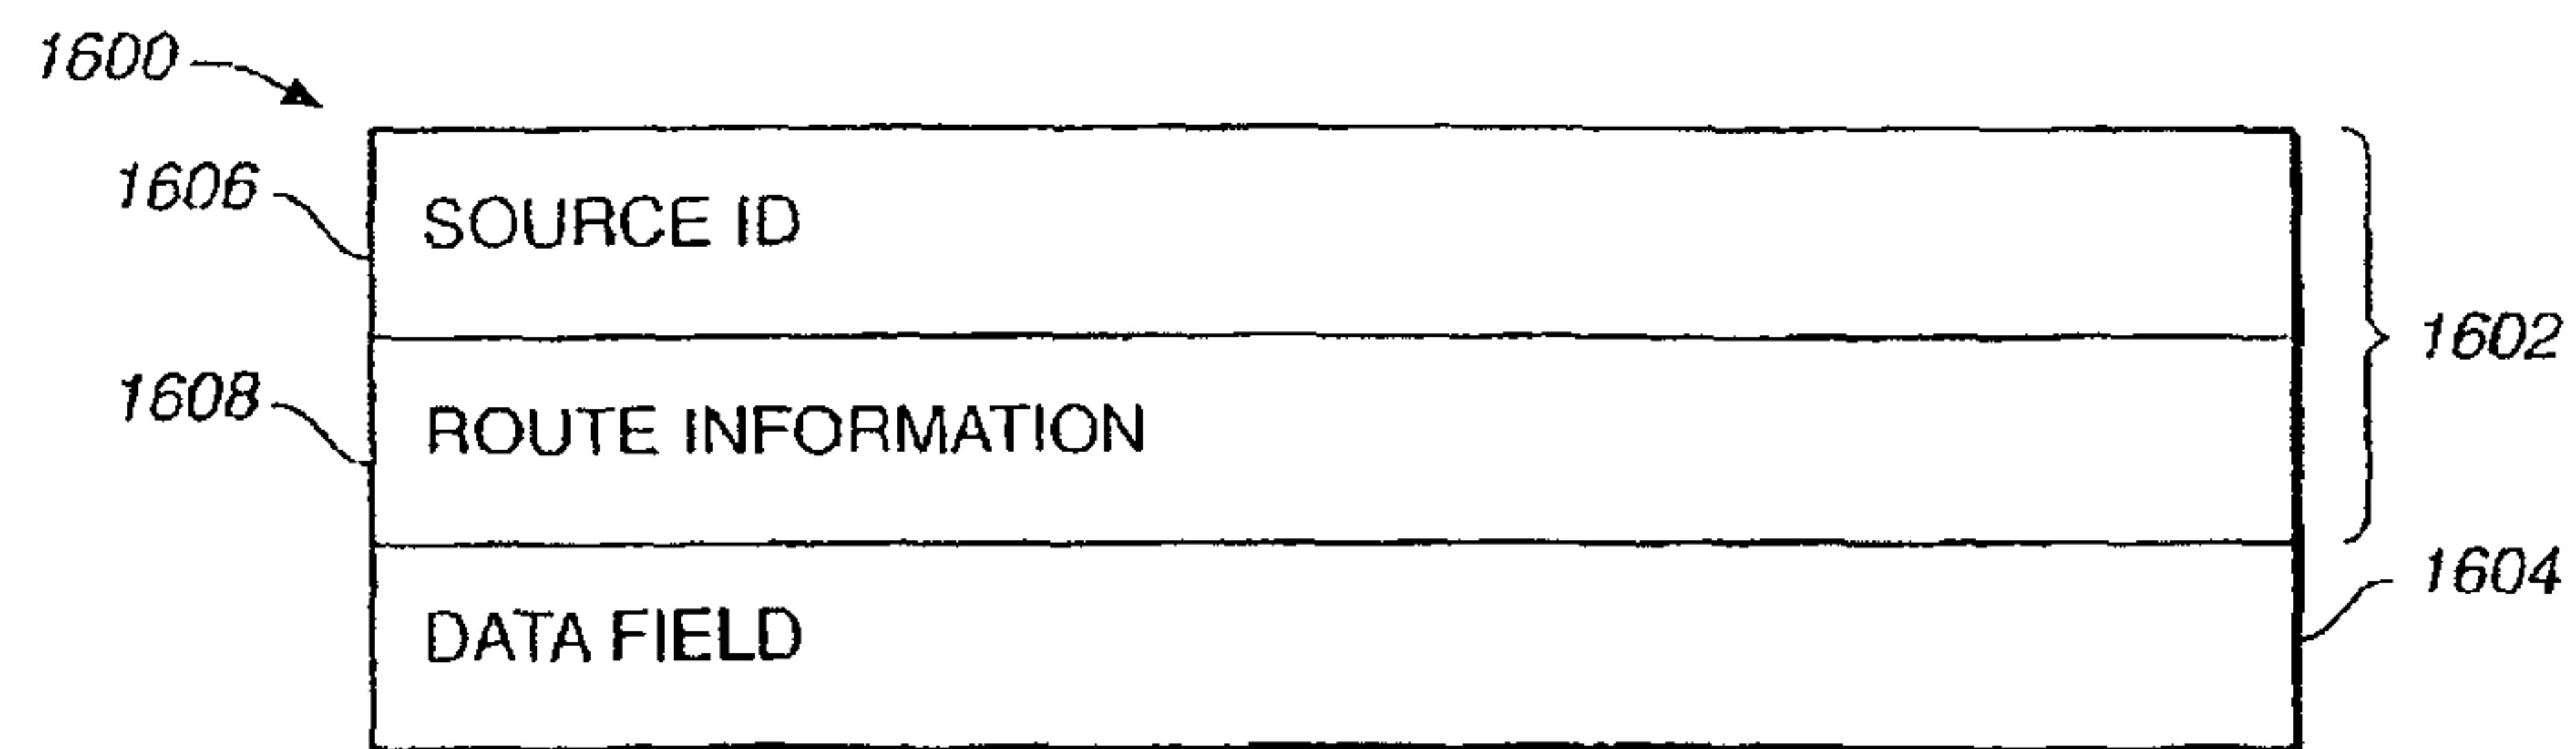 1600
1606
SOURCE ID
1602
1608
ROUTE INFORMATION
1604
DATA FIELD